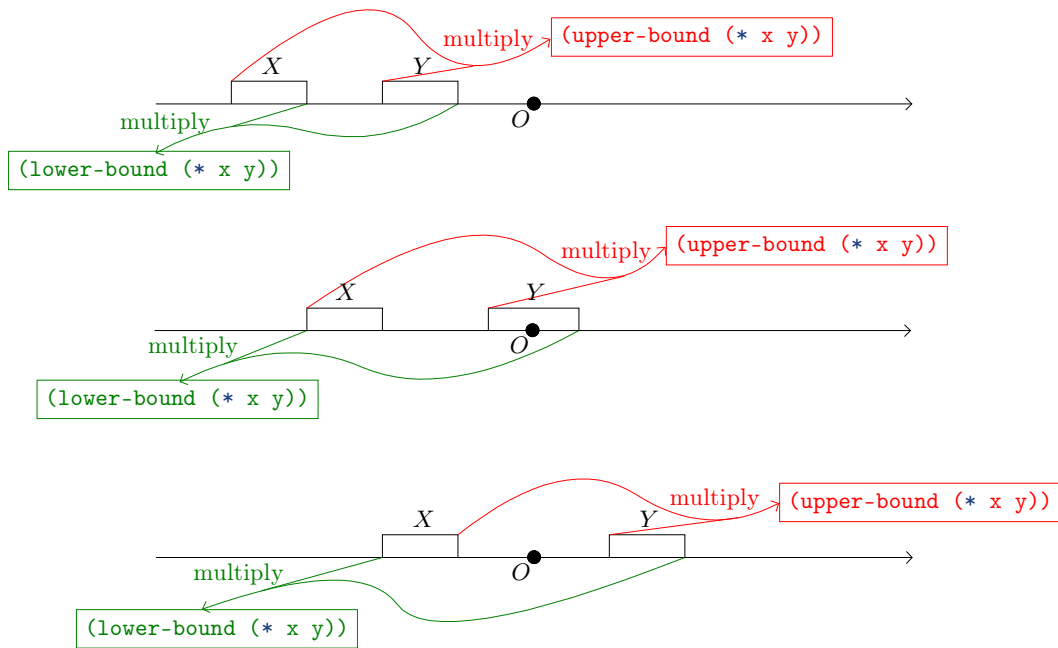 multiply
(upper-bound (* x y))
X
Y
O
multiply
(lower-bound (* x y))
multiply
(upper-bound (* x y))
X
Y
O
multiply
(lower-bound (* x y))
multiply
(upper-bound (* x y))
X
Y
O
multiply
(lower-bound (* x y))